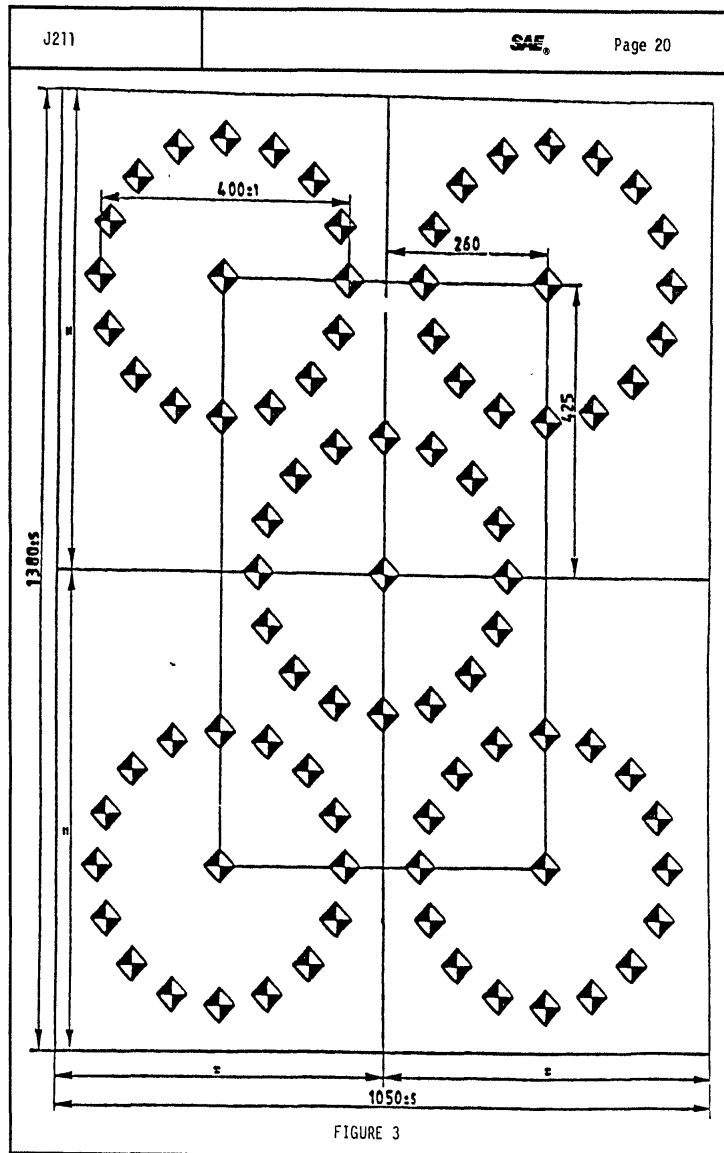 J211
SAE® Page 20
400±1
260
425
=
1380±5
=
= =
1050±5
FIGURE 3